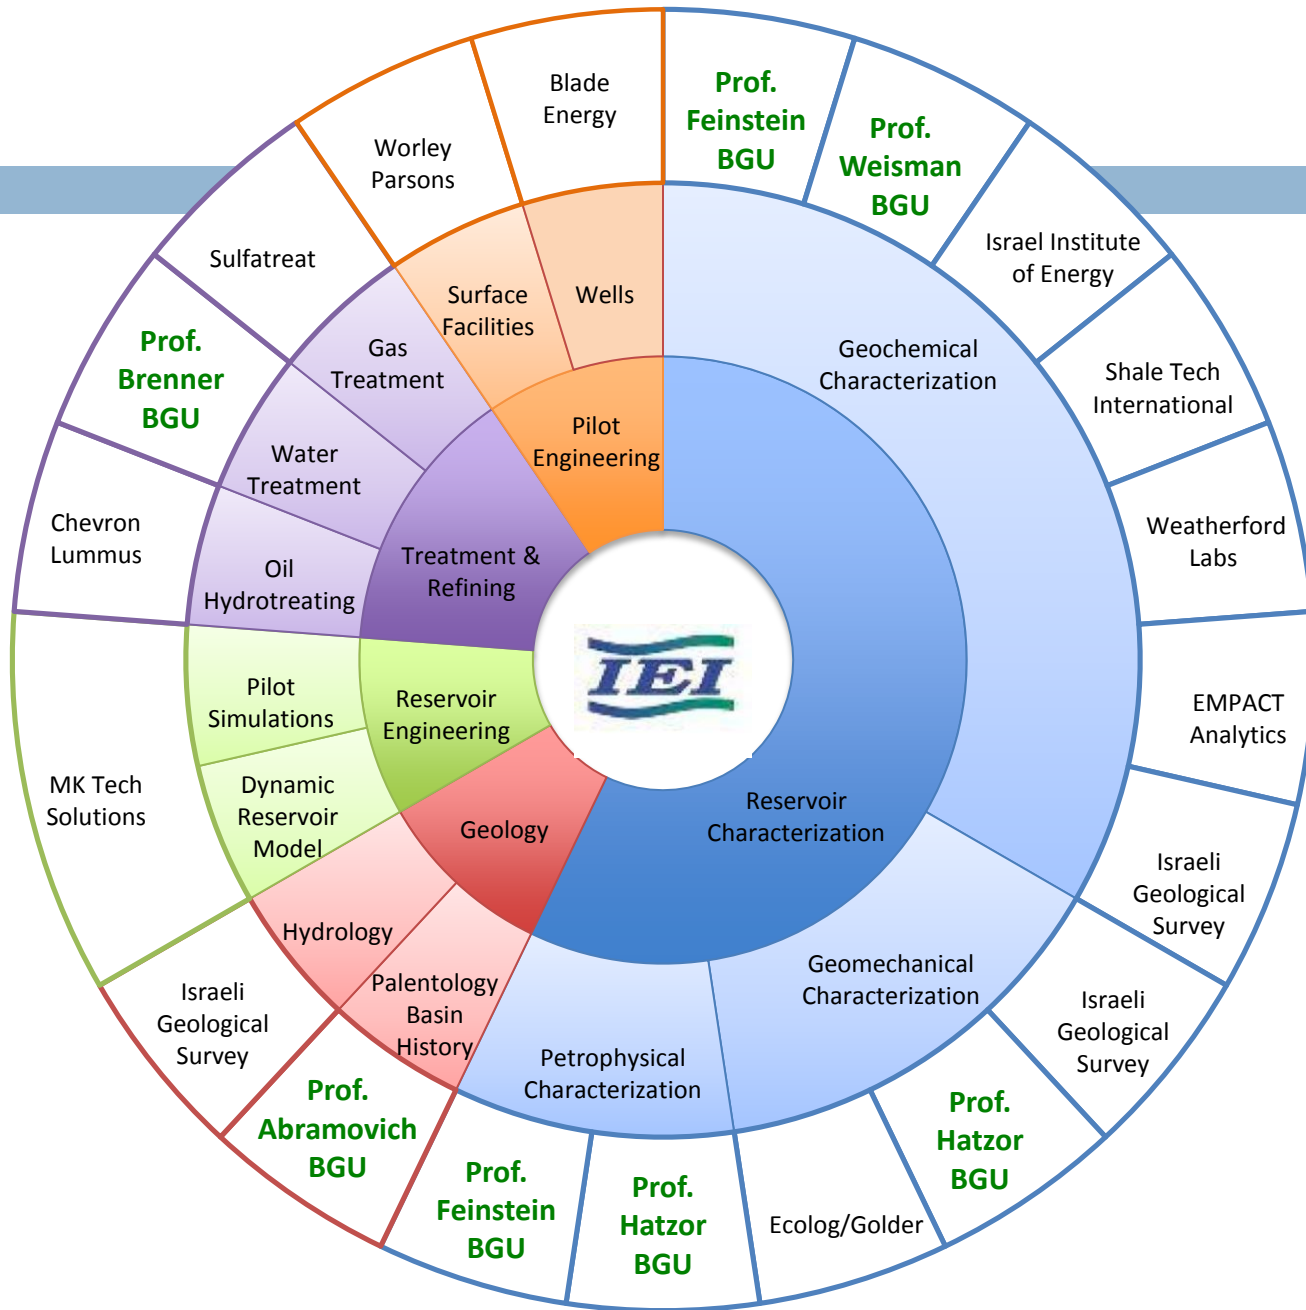 Blade
Energy
Prof.
Feinstein
BGU
Prof.
Weisman
BGU
Israel Institute
of Energy
Shale Tech
International
Weatherford
Labs
EMPACT
Analytics
Israeli
Geological
Survey
Israeli
Geological
Survey
Prof.
Hatzor
BGU
Ecolog/Golder
Prof.
Hatzor
BGU
Prof.
Feinstein
BGU
Prof.
Abramovich
BGU
Israeli
Geological
Survey
MK Tech
Solutions
Chevron
Lummus
Prof.
Brenner
BGU
Sulfatreat
Worley
Parsons
Wells
Geochemical
Characterization
Geomechanical
Characterization
Petrophysical
Characterization
Palentology
Basin
History
Hydrology
Dynamic
Reservoir
Model
Pilot
Simulations
Oil
Hydrotreating
Water
Treatment
Gas
Treatment
Surface
Facilities
Pilot
Engineering
Reservoir
Characterization
Geology
Reservoir
Engineering
Treatment &
Refining
IEI